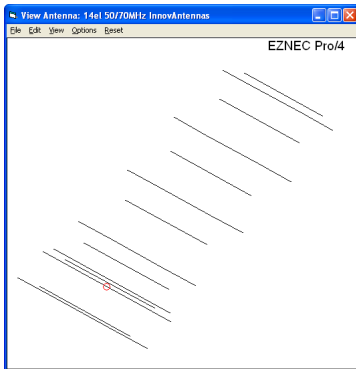 View Antenna: 14el 50/70MHz InnovAntennas
File Edit View Options Reset
EZNEC Pro/4